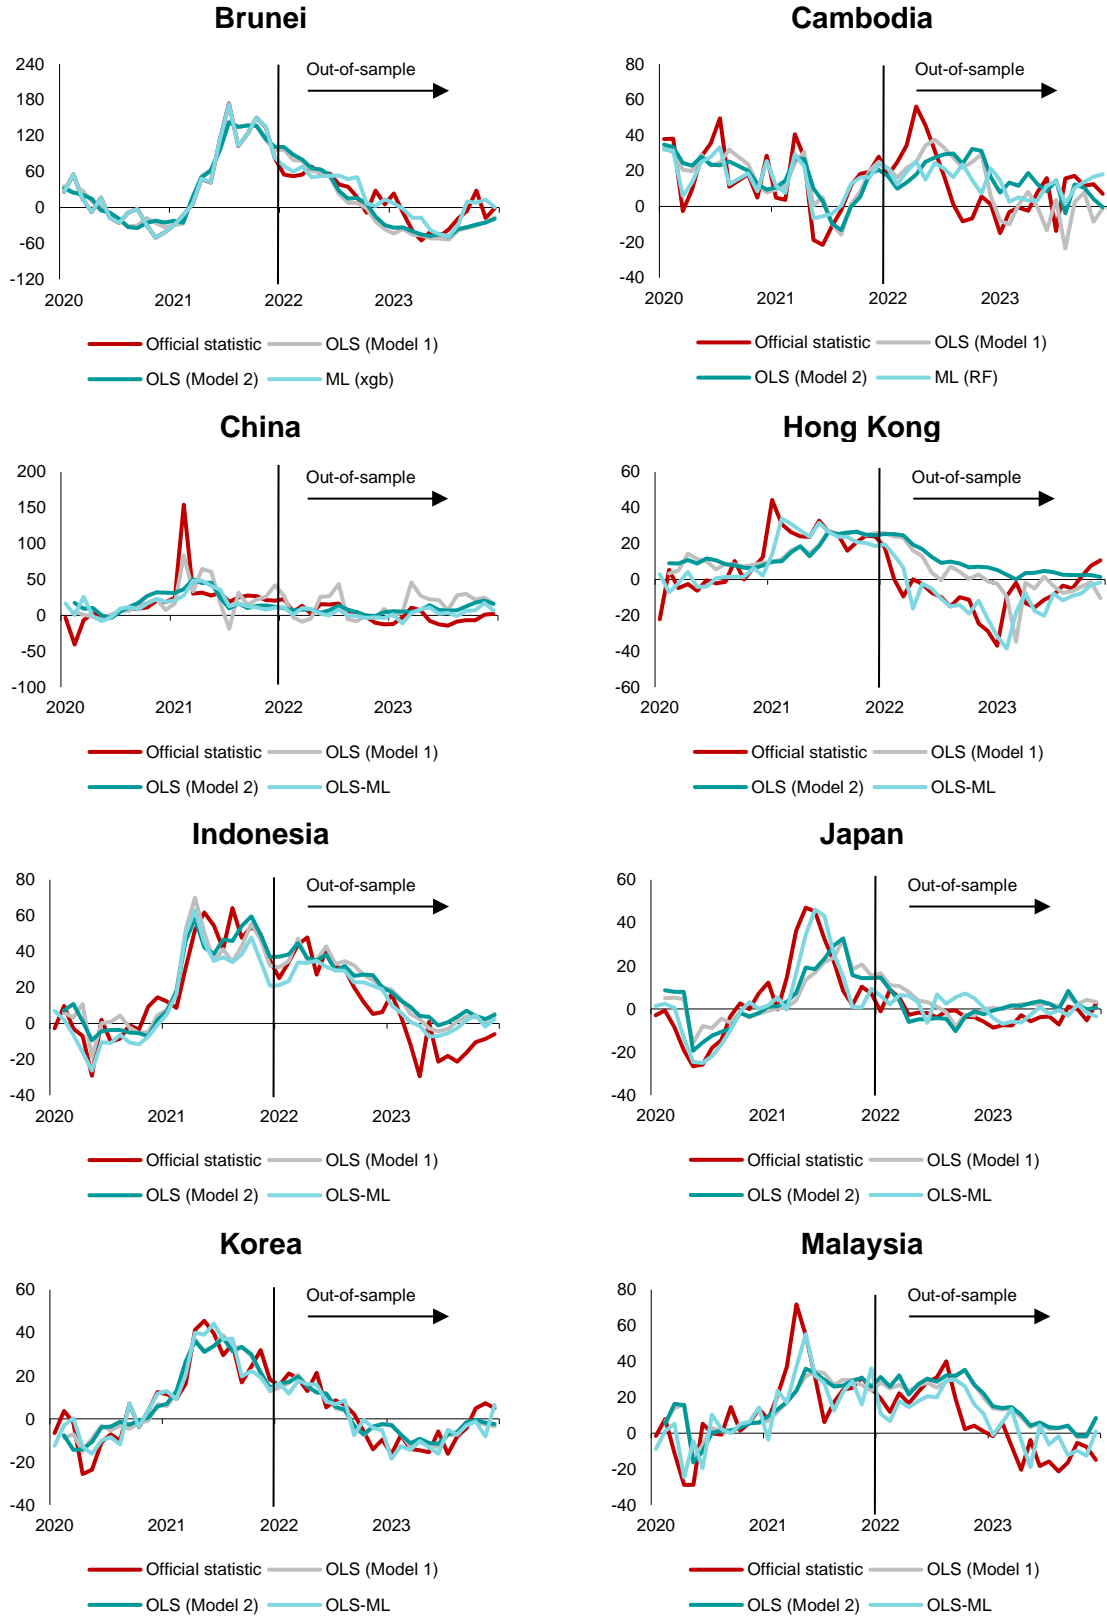 Brunei
240
180
120
60
0
-60
-120
Out-of-sample
2020 2021 2022 2023
Official statistic OLS (Model 1)
OLS (Model 2) ML (xgb)
Cambodia
80
60
40
20
0
-20
-40
Out-of-sample
2020 2021 2022 2023
Official statistic OLS (Model 1)
OLS (Model 2) ML (RF)
China
200
150
100
50
0
-50
-100
Out-of-sample
2020 2021 2022 2023
Official statistic OLS (Model 1)
OLS (Model 2) OLS-ML
Hong Kong
60
40
20
0
-20
-40
-60
Out-of-sample
2020 2021 2022 2023
Official statistic OLS (Model 1)
OLS (Model 2) OLS-ML
Indonesia
80
60
40
20
0
-20
-40
Out-of-sample
2020 2021 2022 2023
Official statistic OLS (Model 1)
OLS (Model 2) OLS-ML
Japan
60
40
20
0
-20
-40
Out-of-sample
2020 2021 2022 2023
Official statistic OLS (Model 1)
OLS (Model 2) OLS-ML
Korea
60
40
20
0
-20
-40
Out-of-sample
2020 2021 2022 2023
Official statistic OLS (Model 1)
OLS (Model 2) OLS-ML
Malaysia
80
60
40
20
0
-20
-40
Out-of-sample
2020 2021 2022 2023
Official statistic OLS (Model 1)
OLS (Model 2) OLS-ML